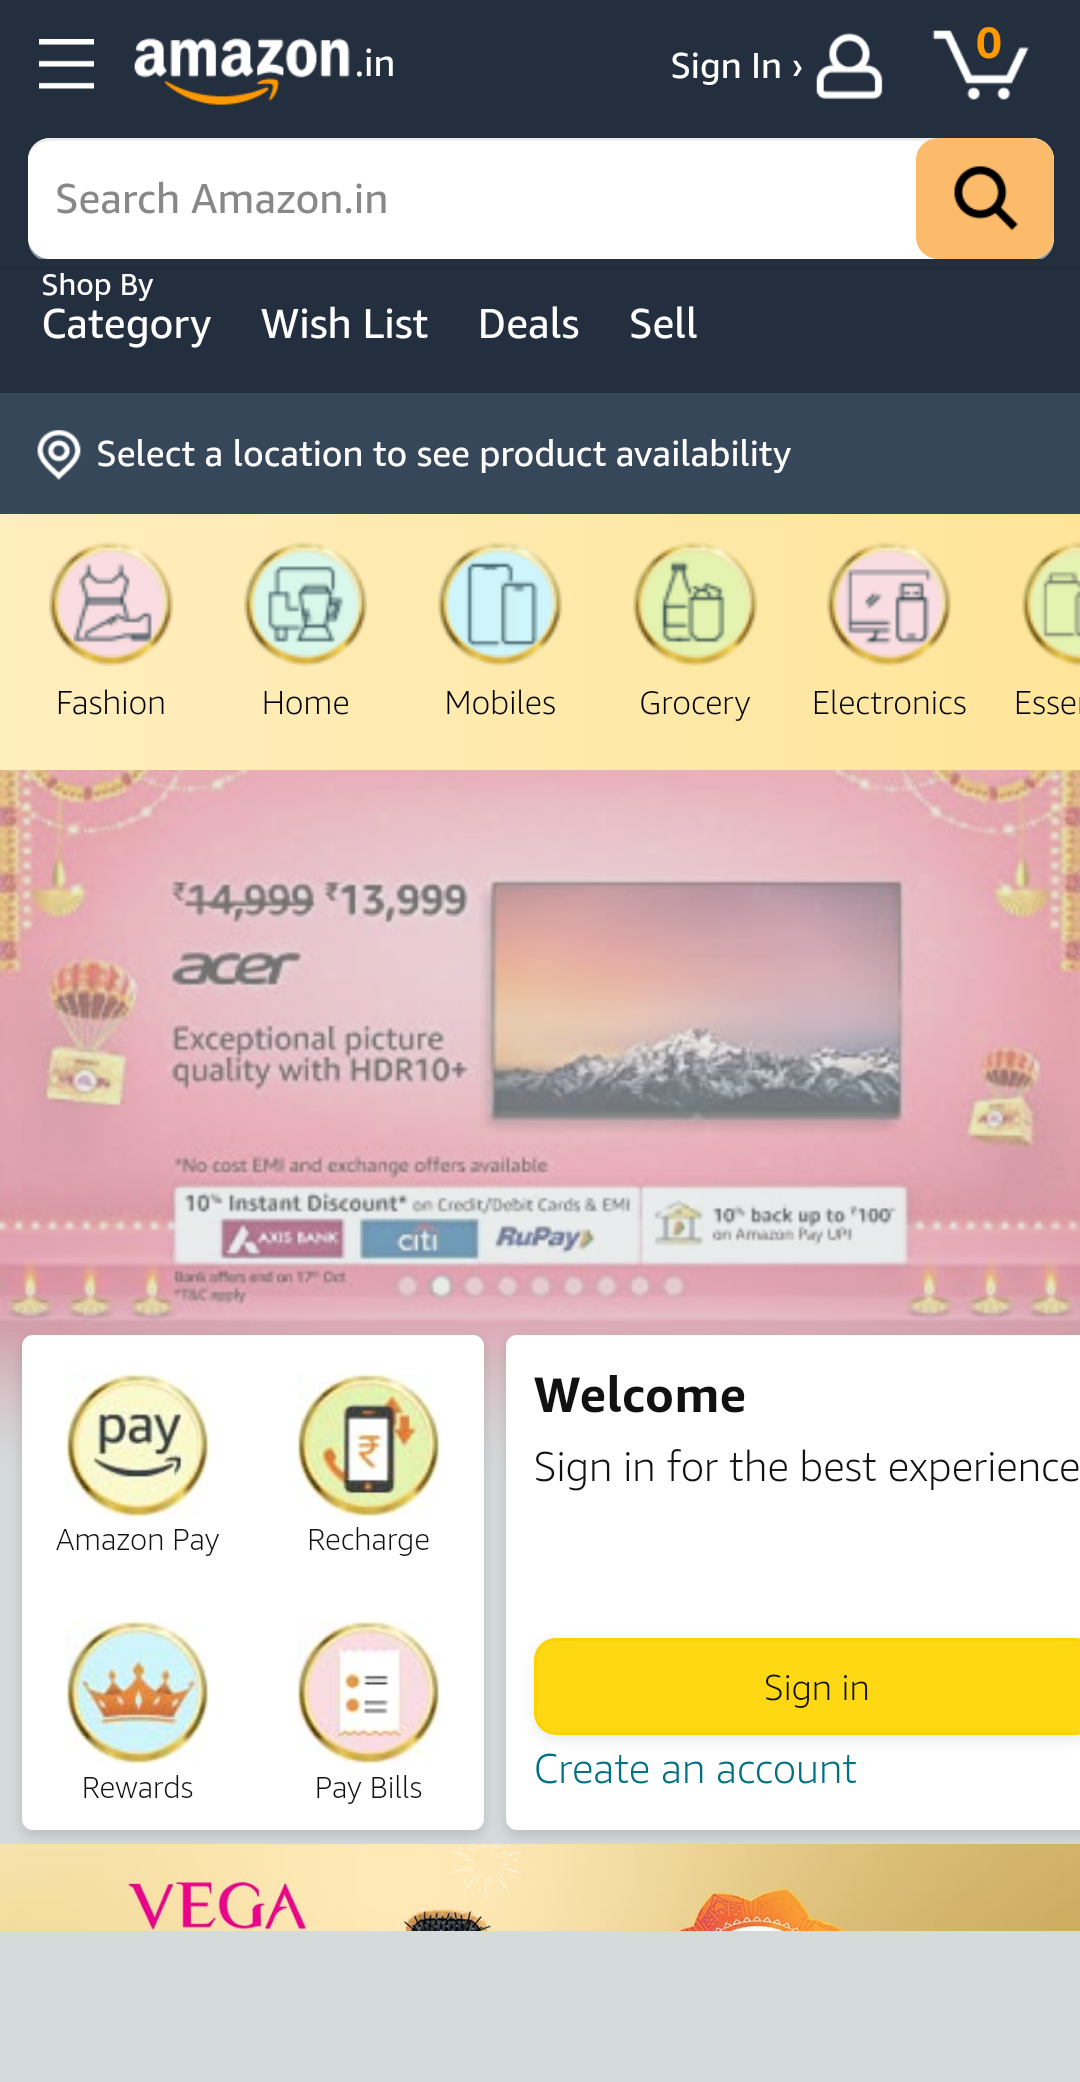 amazon.in
Sign In ›
0
Search Amazon.in
Shop By
Category Wish List Deals Sell
Select a location to see product availability
Fashion Home Mobiles Grocery Electronics Esse
₹14,999 ₹13,999
acer
Exceptional picture
quality with HDR10+
*No cost EMI and exchange offers available
10% Instant Discount* on Credit/Debit Cards & EMI
AXIS BANK citi RuPay
10% back up to ₹100*
on Amazon Pay UPI
Bank offers end on 17th Oct
*T&C apply
pay
Amazon Pay Recharge
Rewards Pay Bills
Welcome
Sign in for the best experience
Sign in
Create an account
VEGA